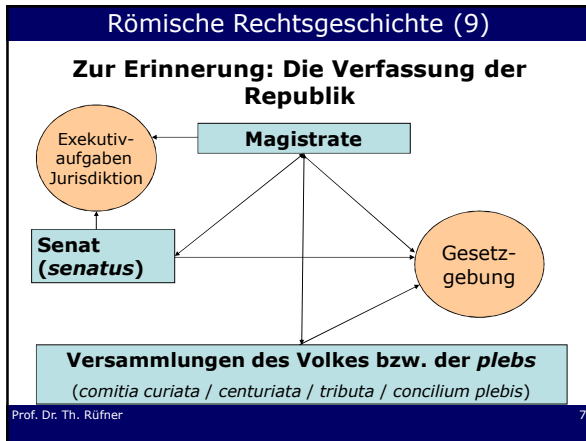 Römische Rechtsgeschichte (9)
Zur Erinnerung: Die Verfassung der
Republik
Exekutiv-
aufgaben
Jurisdiktion
Magistrate
Senat
(senatus)
Gesetz-
gebung
Versammlungen des Volkes bzw. der plebs
(comitia curiata / centuriata / tributa / concilium plebis)
Prof. Dr. Th. Rüfner
7